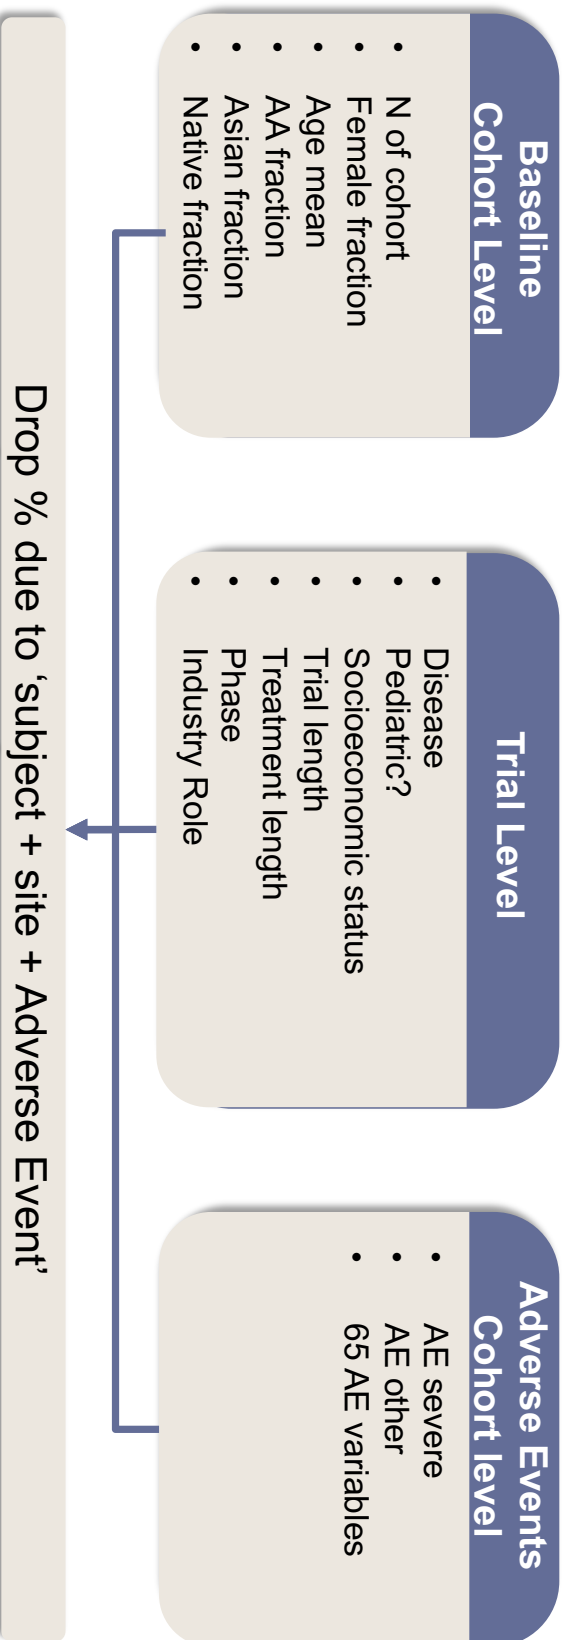 Baseline
Cohort Level
• N of cohort
• Female fraction
• Age mean
• AA fraction
• Asian fraction
• Native fraction
Trial Level
• Disease
• Pediatric?
• Socioeconomic status
• Trial length
• Treatment length
• Phase
• Industry Role
Adverse Events
Cohort level
• AE severe
• AE other
• 65 AE variables
Drop % due to ‘subject + site + Adverse Event’